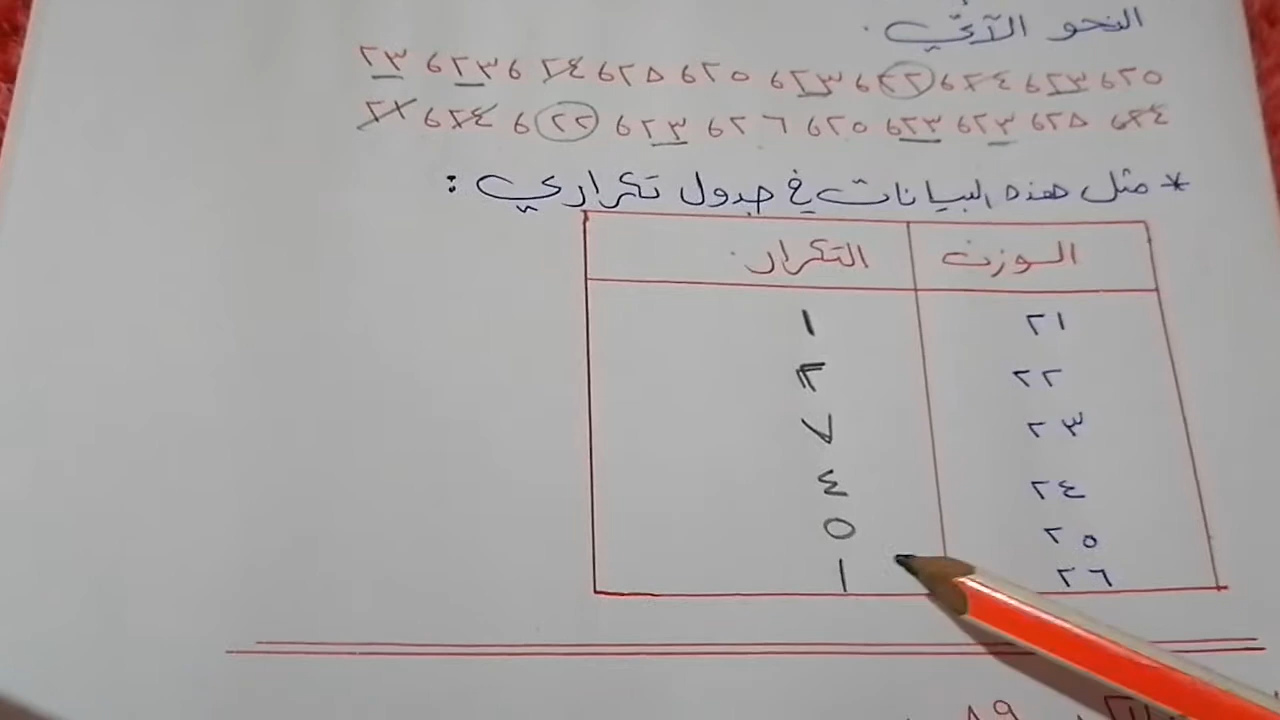 النحو الآتي .
٢٥ ، ٢٣ ، ٢٤ ، ٢٢ ، ٢٣ ، ٢٥ ، ٢٥ ، ٢٤ ، ٢٣ ، ٢٣
٢٤ ، ٢٥ ، ٢٣ ، ٢٣ ، ٢٥ ، ٢٦ ، ٢٣ ، ٢٢ ، ٢٤ ، ٢١
* مثل هذه البيانات في جدول تكراري :
الوزن التكرار
٢١ ١
٢٢ ٢
٢٣ ٧
٢٤ ٤
٢٥ ٥
٢٦ ١